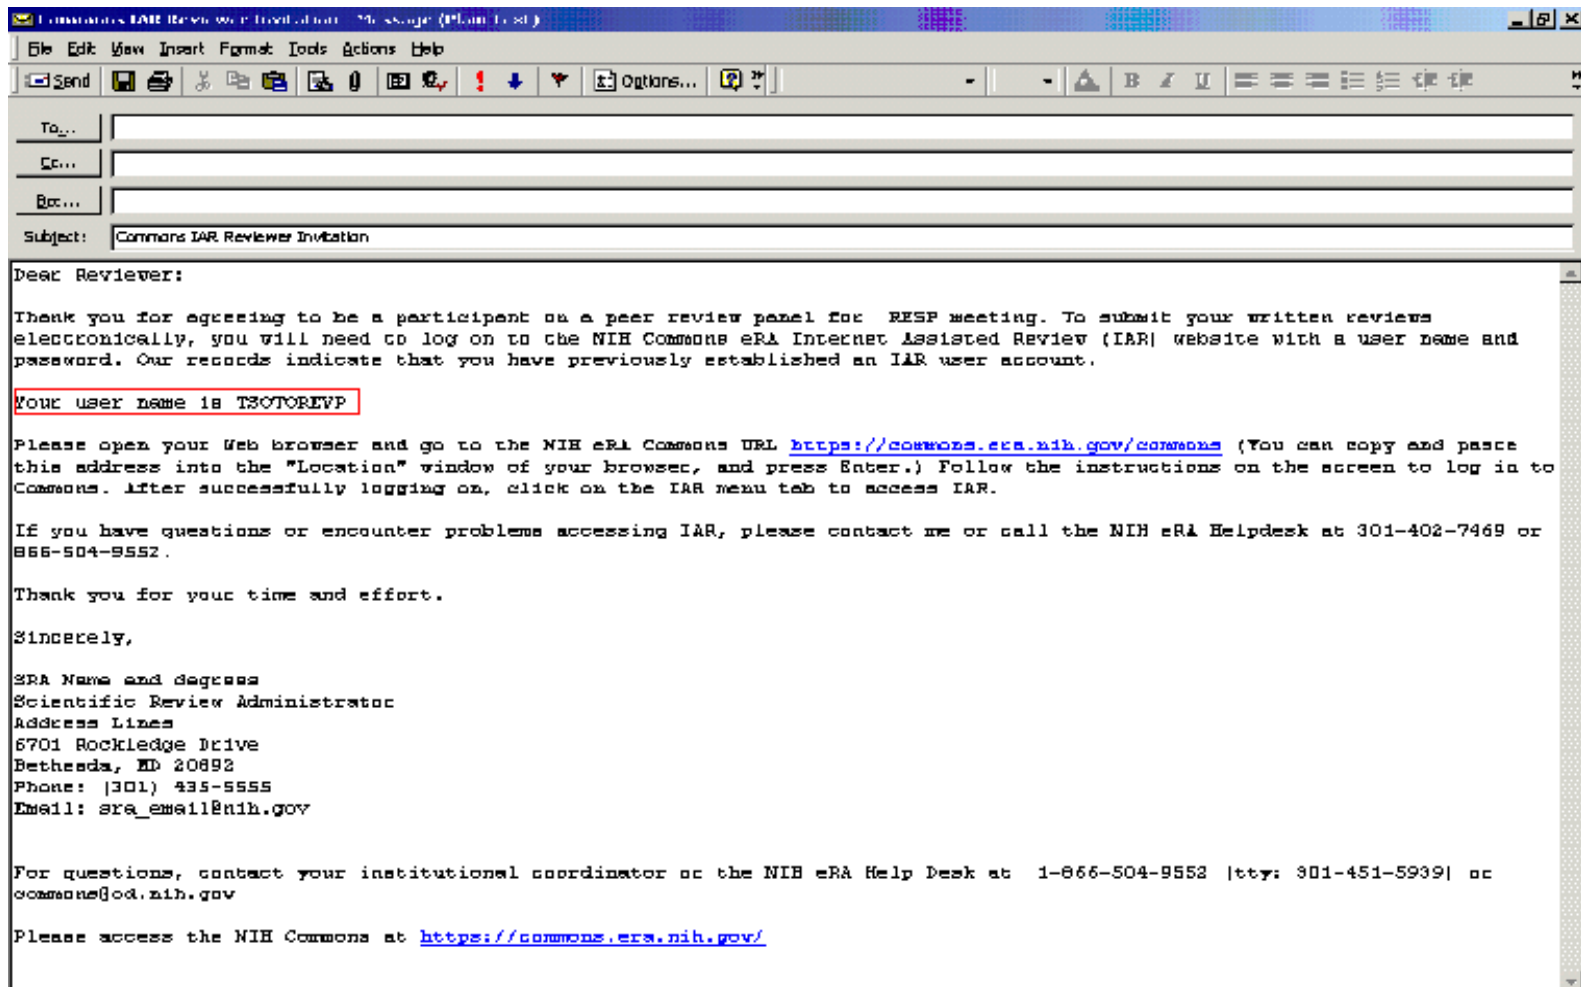 Commons IAR Reviewer Invitation - Message (Plain Text)
File Edit View Insert Format Tools Actions Help
Send Options...
B I U
To...
Cc...
Bcc...
Subject: Commons IAR Reviewer Invitation
Dear Reviewer:
Thank you for agreeing to be a participant on a peer review panel for RESP meeting. To submit your written reviews
electronically, you will need to log on to the NIH Commons eRA Internet Assisted Review (IAR) website with a user name and
password. Our records indicate that you have previously established an IAR user account.
Your user name is TSOTOREVP
Please open your Web browser and go to the NIH eRA Commons URL https://commons.era.nih.gov/commons (You can copy and paste
this address into the "Location" window of your browser, and press Enter.) Follow the instructions on the screen to log in to
Commons. After successfully logging on, click on the IAR menu tab to access IAR.
If you have questions or encounter problems accessing IAR, please contact me or call the NIH eRA Helpdesk at 301-402-7469 or
866-504-9552.
Thank you for your time and effort.
Sincerely,
SRA Name and degrees
Scientific Review Administrator
Address Lines
6701 Rockledge Drive
Bethesda, MD 20892
Phone: (301) 435-5555
Email: sra_email@nih.gov
For questions, contact your institutional coordinator or the NIH eRA Help Desk at 1-866-504-9552 (tty: 301-451-5939) or
commons@od.nih.gov
Please access the NIH Commons at https://commons.era.nih.gov/